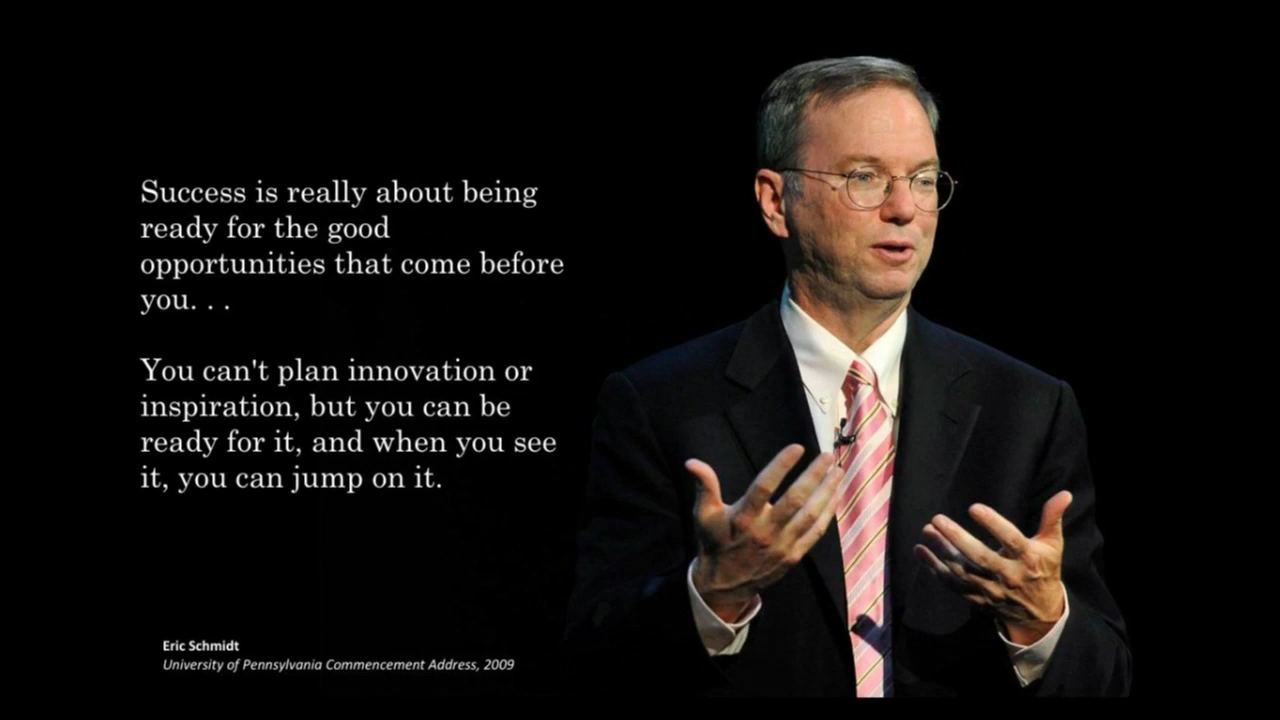 Success is really about being
ready for the good
opportunities that come before
you. . .
You can't plan innovation or
inspiration, but you can be
ready for it, and when you see
it, you can jump on it.
Eric Schmidt
University of Pennsylvania Commencement Address, 2009